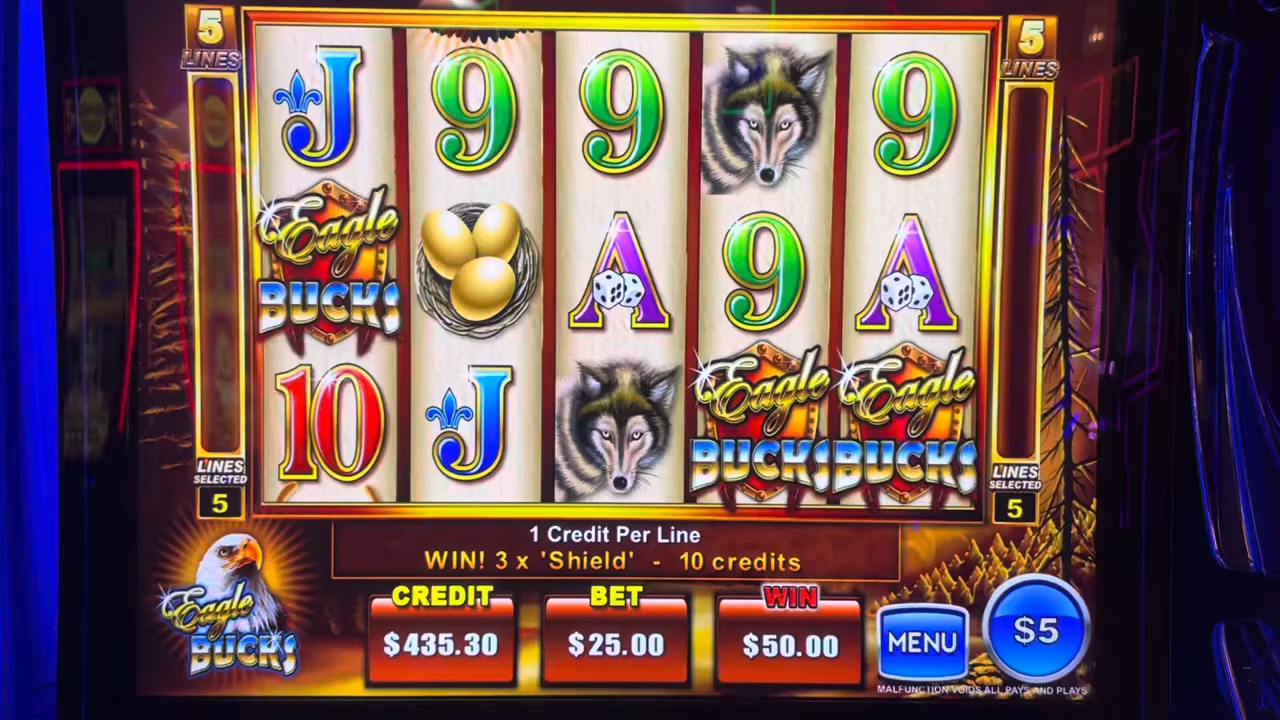 5
LINES
5
LINES
J
9
9
9
Eagle
BUCKS
A
9
A
10
J
Eagle
BUCKS
Eagle
BUCKS
LINES
SELECTED
5
LINES
SELECTED
5
1 Credit Per Line
WIN! 3 x 'Shield' - 10 credits
Eagle
BUCKS
CREDIT
$435.30
BET
$25.00
WIN
$50.00
MENU
$5
MALFUNCTION VOIDS ALL PAYS AND PLAYS